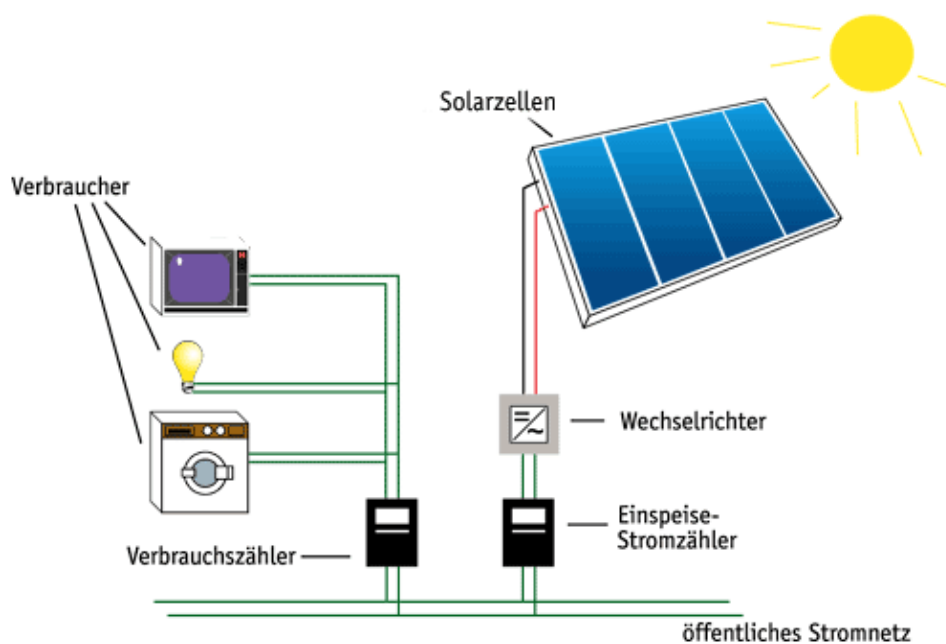 Solarzellen
Verbraucher
Wechselrichter
Einspeise-
Stromzähler
Verbrauchszähler
öffentliches Stromnetz